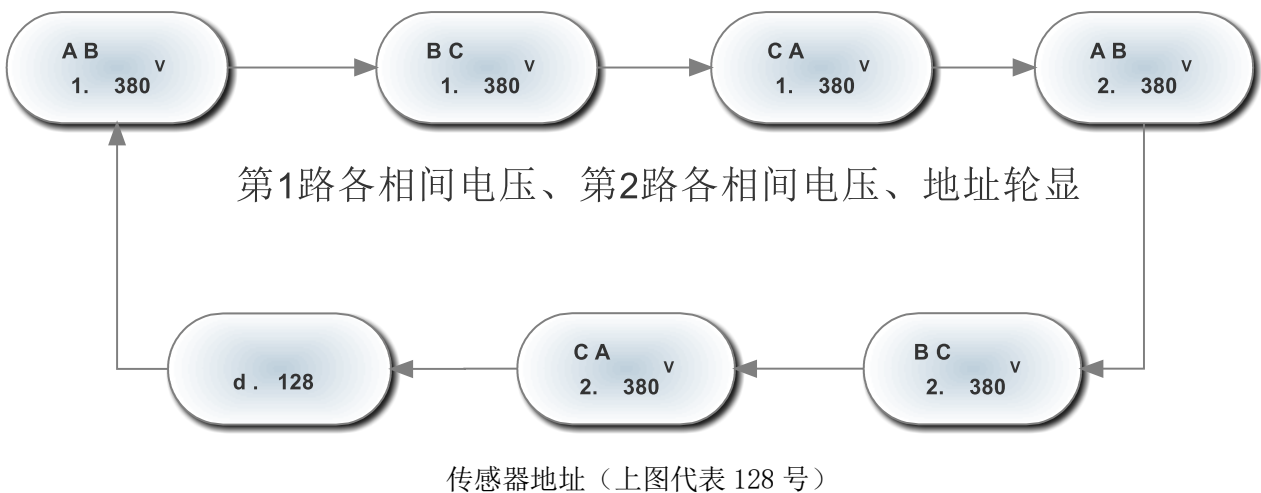 A B
1. 380 V
B C
1. 380 V
C A
1. 380 V
A B
2. 380 V
第1路各相间电压、第2路各相间电压、地址轮显
d . 128
C A
2. 380 V
B C
2. 380 V
传感器地址（上图代表 128 号）